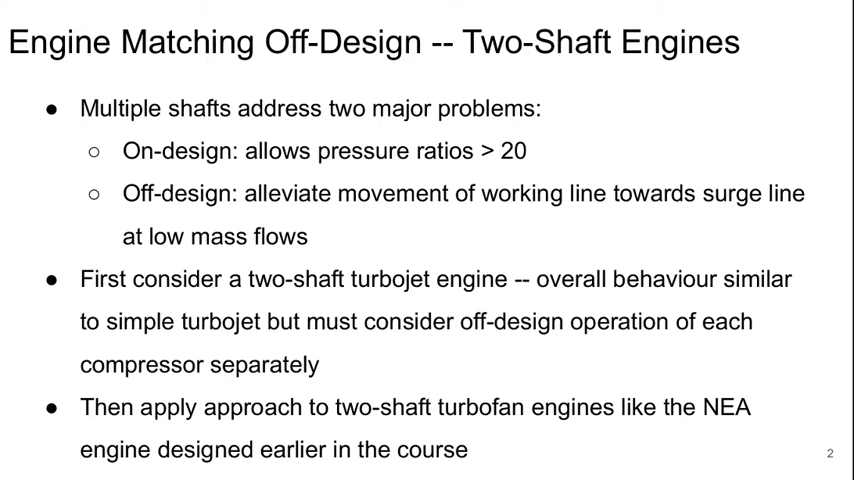 Engine Matching Off-Design -- Two-Shaft Engines
● Multiple shafts address two major problems:
○ On-design: allows pressure ratios > 20
○ Off-design: alleviate movement of working line towards surge line
at low mass flows
● First consider a two-shaft turbojet engine -- overall behaviour similar
to simple turbojet but must consider off-design operation of each
compressor separately
● Then apply approach to two-shaft turbofan engines like the NEA
engine designed earlier in the course
2